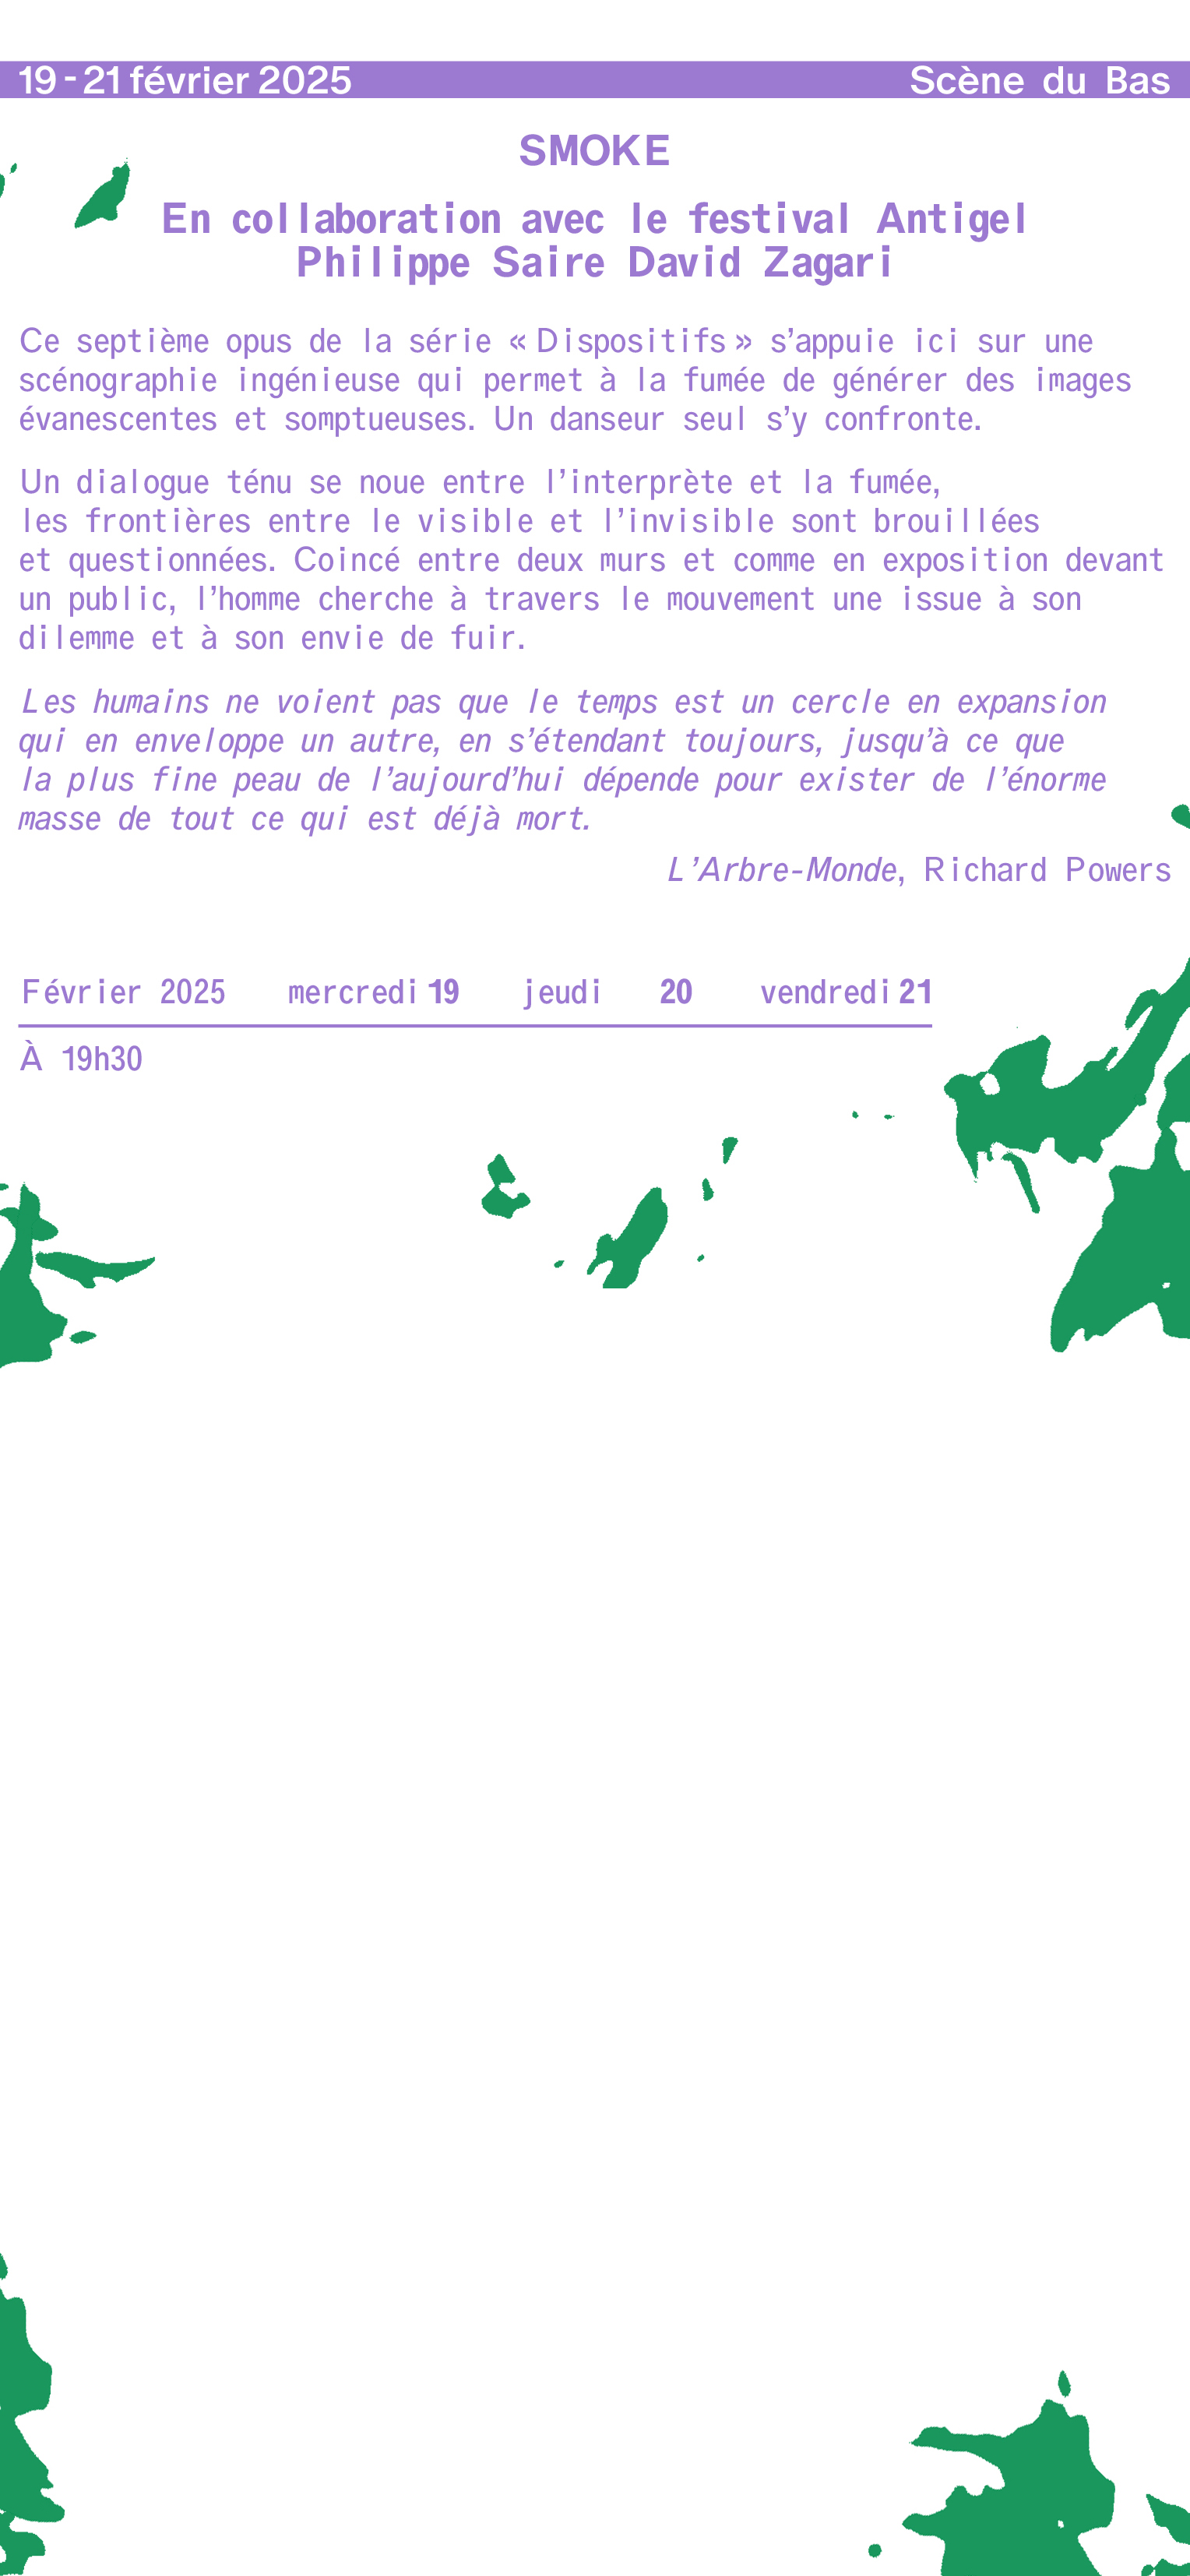 19 - 21 février 2025
Scène du Bas
SMOKE
En collaboration avec le festival Antigel
Philippe Saire David Zagari
Ce septième opus de la série « Dispositifs » s’appuie ici sur une
scénographie ingénieuse qui permet à la fumée de générer des images
évanescentes et somptueuses. Un danseur seul s’y confronte.
Un dialogue ténu se noue entre l’interprète et la fumée,
les frontières entre le visible et l’invisible sont brouillées
et questionnées. Coincé entre deux murs et comme en exposition devant
un public, l’homme cherche à travers le mouvement une issue à son
dilemme et à son envie de fuir.
Les humains ne voient pas que le temps est un cercle en expansion
qui en enveloppe un autre, en s’étendant toujours, jusqu’à ce que
la plus fine peau de l’aujourd’hui dépende pour exister de l’énorme
masse de tout ce qui est déjà mort.
L’Arbre-Monde, Richard Powers
Février 2025 mercredi 19 jeudi 20 vendredi 21
À 19h30